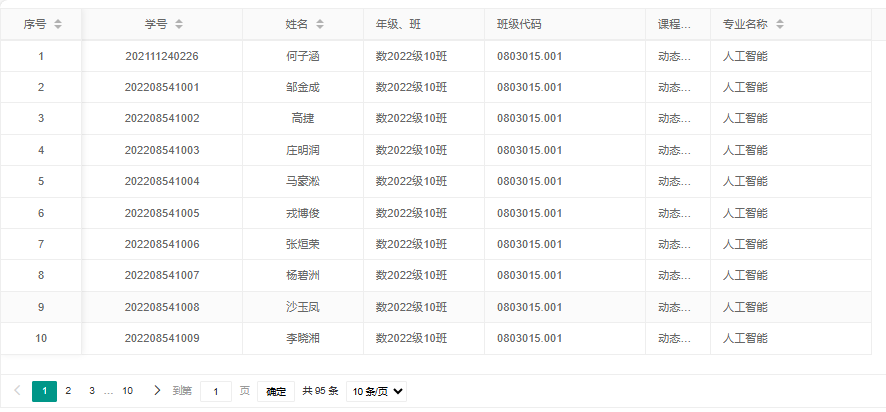 序号 学号 姓名 年级、班 班级代码 课程... 专业名称
1 202111240226 何子涵 数2022级10班 0803015.001 动态... 人工智能
2 202208541001 邹金成 数2022级10班 0803015.001 动态... 人工智能
3 202208541002 高捷 数2022级10班 0803015.001 动态... 人工智能
4 202208541003 庄明润 数2022级10班 0803015.001 动态... 人工智能
5 202208541004 马蒙淞 数2022级10班 0803015.001 动态... 人工智能
6 202208541005 戎博俊 数2022级10班 0803015.001 动态... 人工智能
7 202208541006 张烜荣 数2022级10班 0803015.001 动态... 人工智能
8 202208541007 杨碧洲 数2022级10班 0803015.001 动态... 人工智能
9 202208541008 沙玉凤 数2022级10班 0803015.001 动态... 人工智能
10 202208541009 李晓湘 数2022级10班 0803015.001 动态... 人工智能
1 2 3 ... 10 到第 1 页 确定 共 95 条 10 条/页